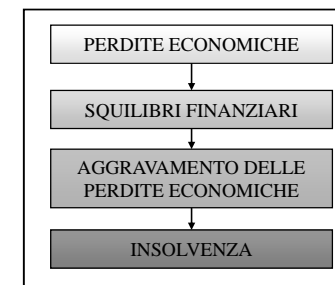 PERDITE ECONOMICHE
SQUILIBRI FINANZIARI
AGGRAVAMENTO DELLE
PERDITE ECONOMICHE
INSOLVENZA